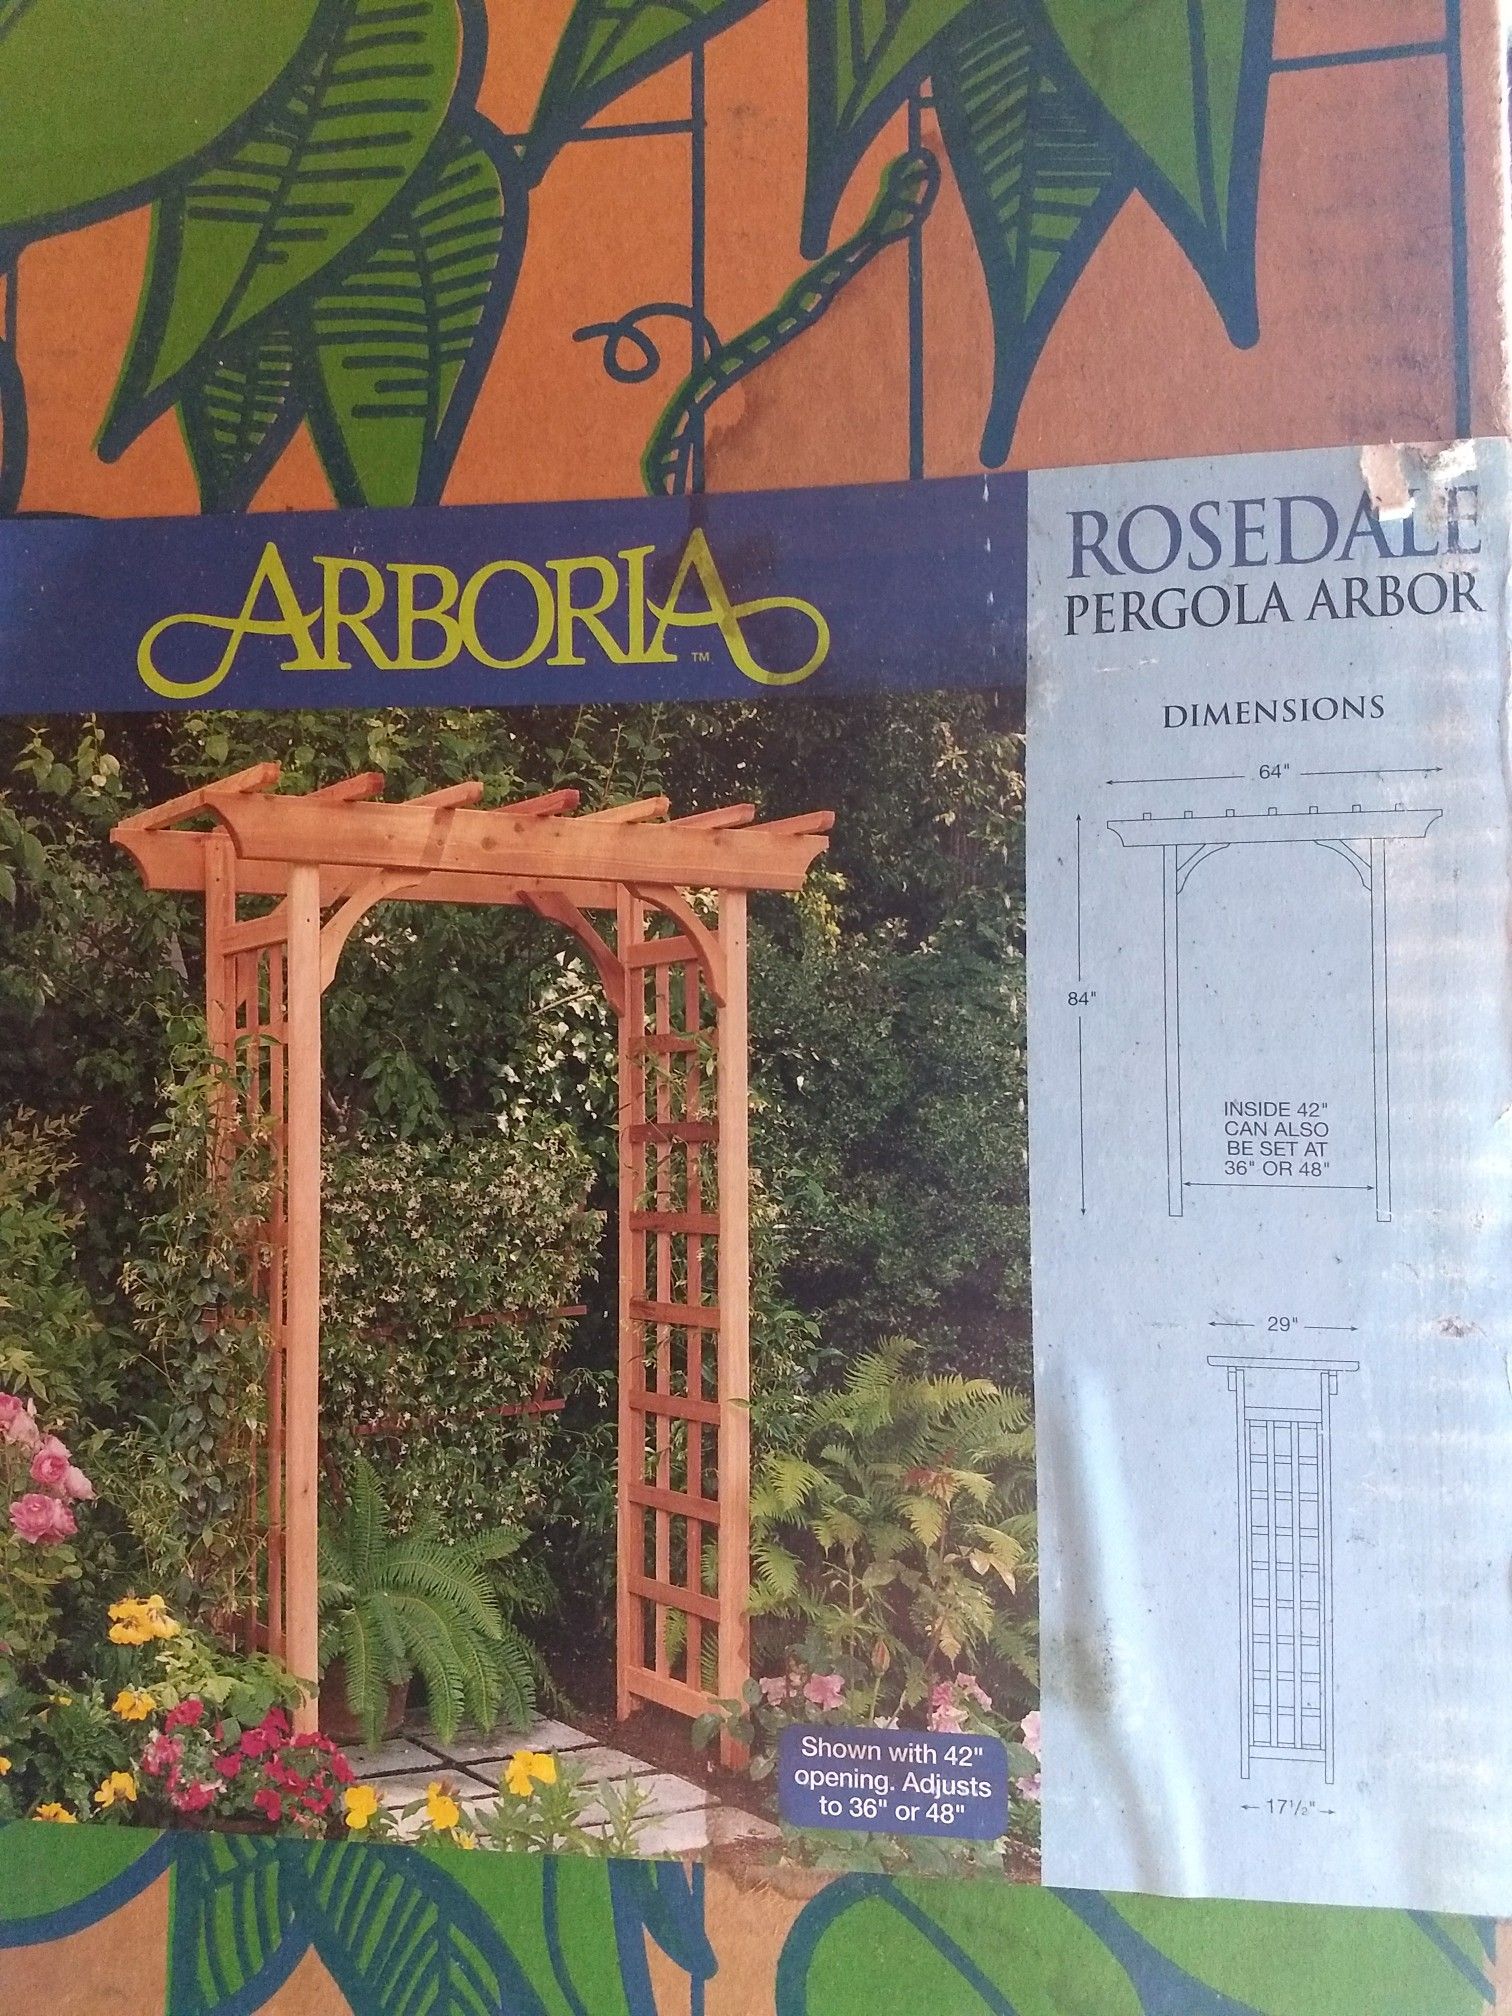 ARBORIA
TM
ROSEDALE
PERGOLA ARBOR
DIMENSIONS
64"
84"
INSIDE 42"
CAN ALSO
BE SET AT
36" OR 48"
29"
17½"
Shown with 42"
opening. Adjusts
to 36" or 48"